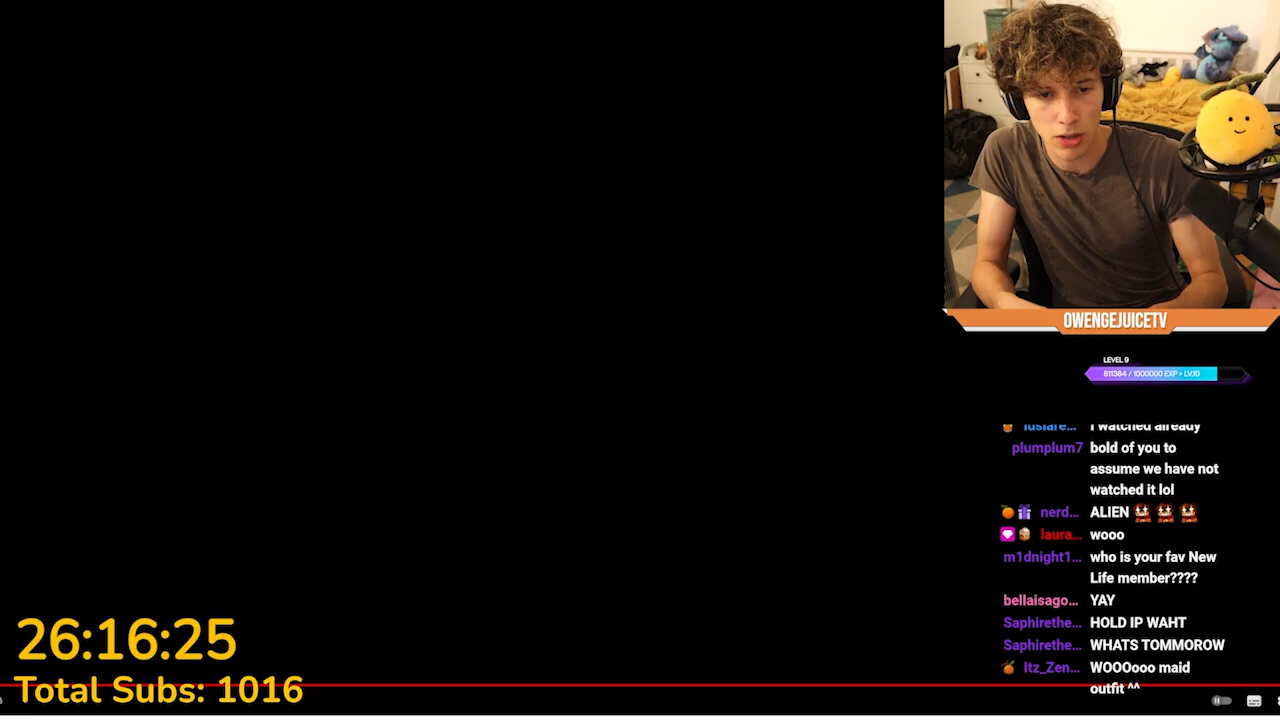 OWENGEJUICETV
LEVEL 9
811384 / 1000000 EXP > LV.10
I watched already
plumplum7 bold of you to
assume we have not
watched it lol
nerd... ALIEN
laura... wooo
m1dnight1... who is your fav New
Life member????
bellaisago... YAY
Saphirethe... HOLD IP WAHT
Saphirethe... WHATS TOMMOROW
Itz_Zen... WOOOooo maid
outfit ^^
26:16:25
Total Subs: 1016